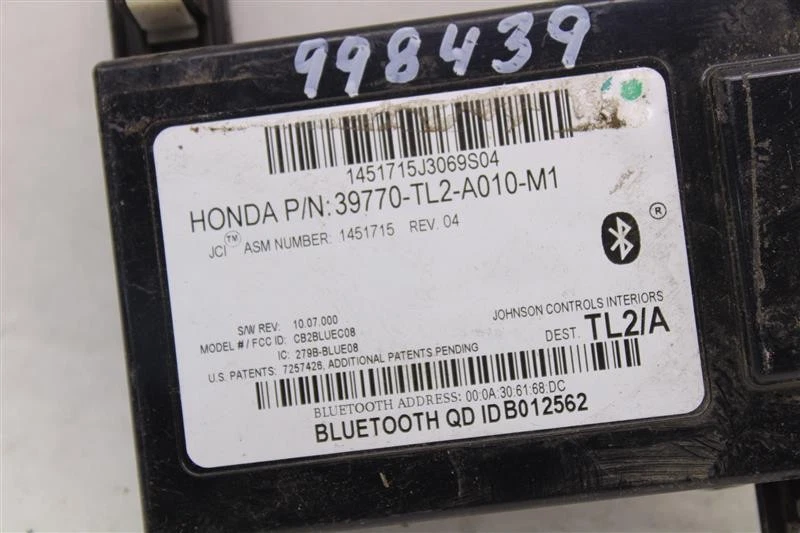 998439
1451715J3069S04
HONDA P/N: 39770-TL2-A010-M1
JCI™ ASM NUMBER: 1451715 REV. 04
®
S/W REV: 10.07.000
JOHNSON CONTROLS INTERIORS
MODEL # / FCC ID: CB2BLUEC08
DEST. TL2/A
IC: 279B-BLUE08
U.S. PATENTS: 7257426, ADDITIONAL PATENTS PENDING
BLUETOOTH ADDRESS: 00:0A:30:61:68:DC
BLUETOOTH QD ID B012562